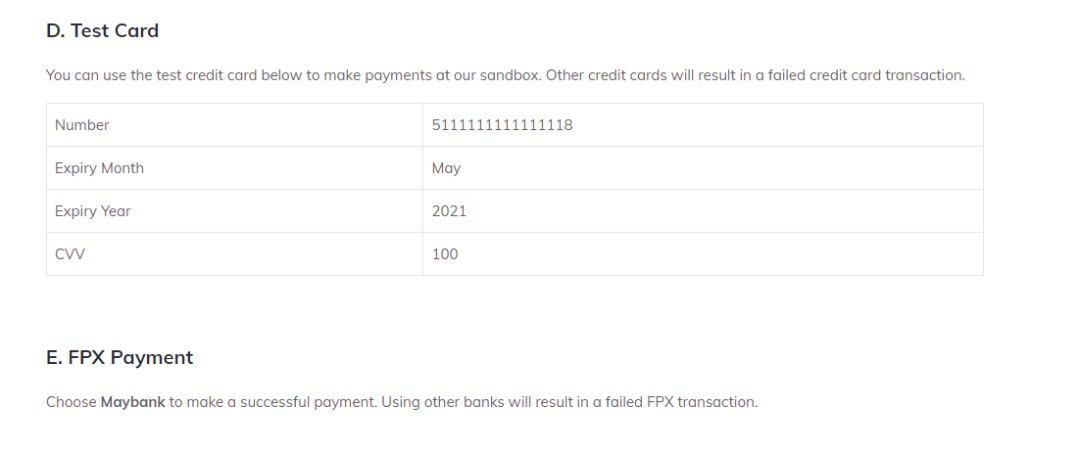 D. Test Card
You can use the test credit card below to make payments at our sandbox. Other credit cards will result in a failed credit card transaction.
Number 5111111111111118
Expiry Month May
Expiry Year 2021
CVV 100
E. FPX Payment
Choose Maybank to make a successful payment. Using other banks will result in a failed FPX transaction.